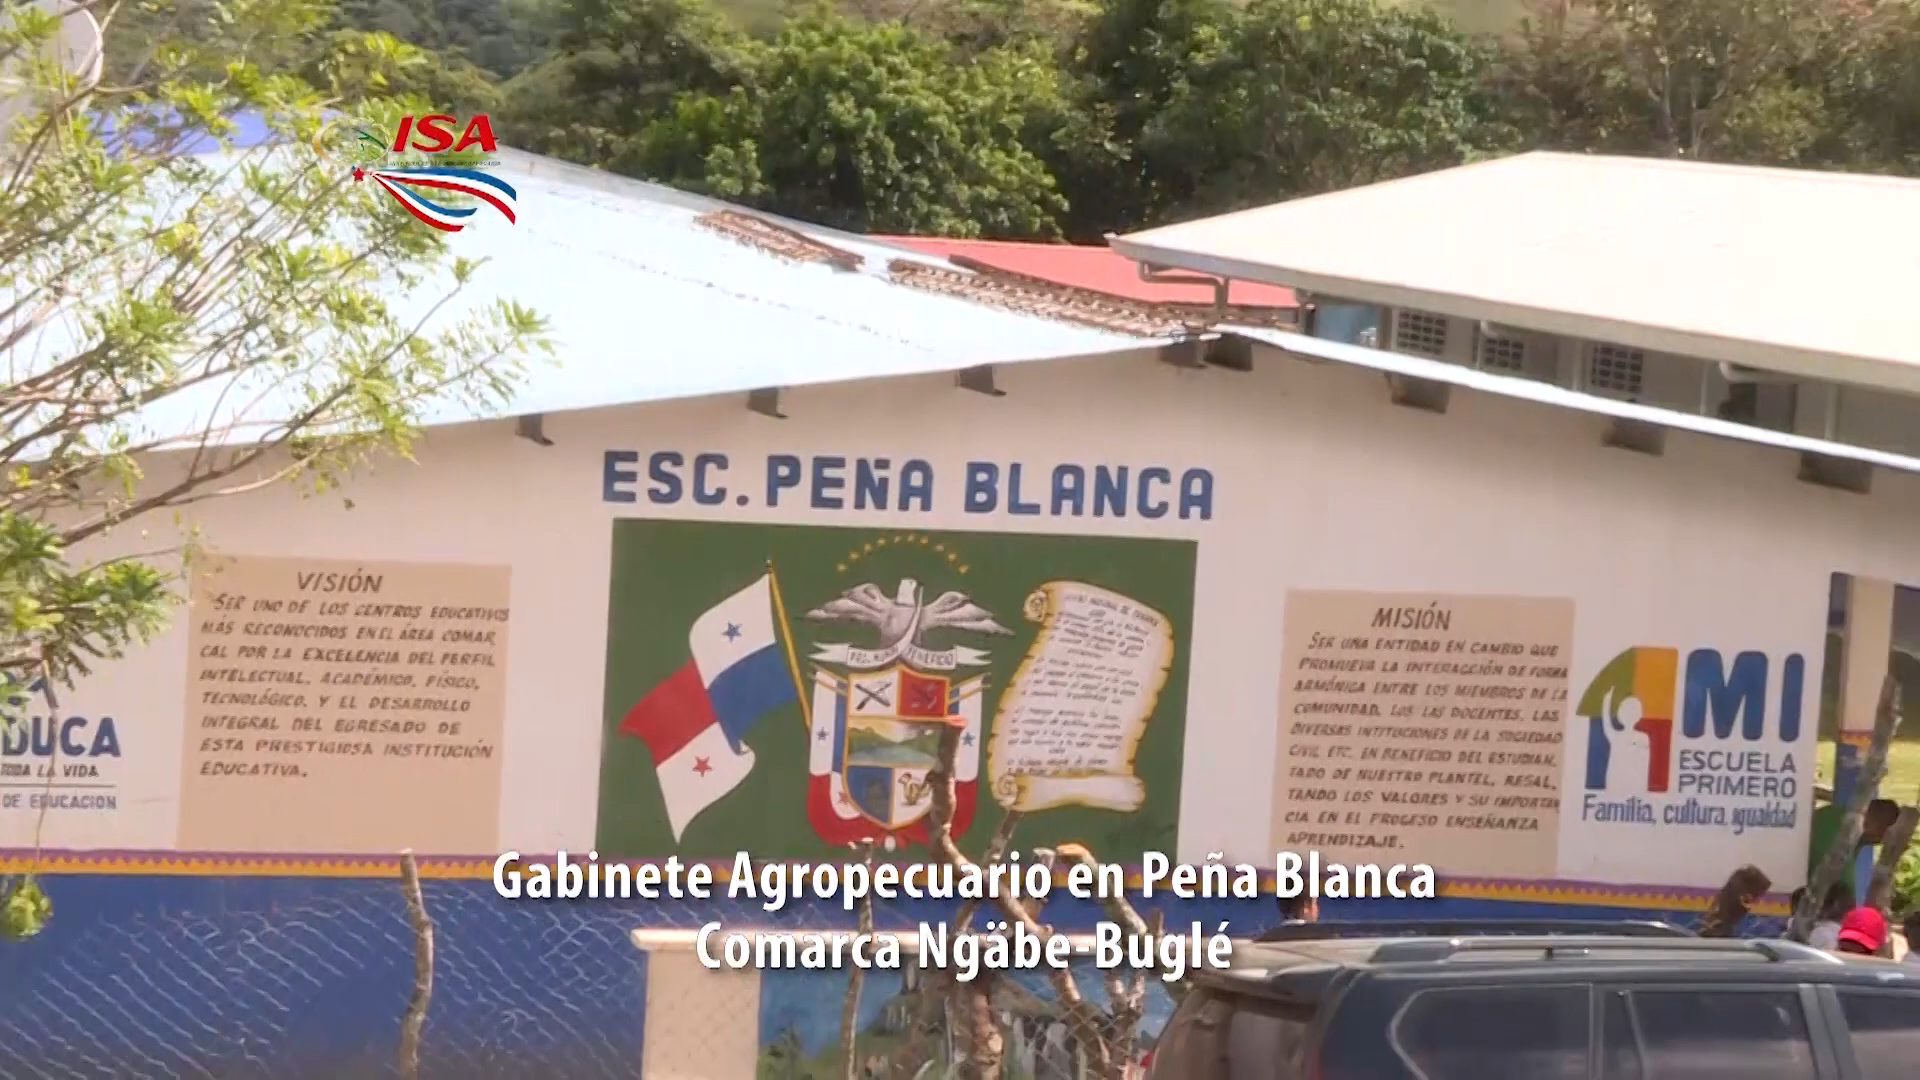 ISA
ESC. PEÑA BLANCA
VISIÓN
SER UNO DE LOS CENTROS EDUCATIVOS
MÁS RECONOCIDOS EN EL ÁREA COMAR
CAL POR LA EXCELENCIA DEL PERFIL
INTELECTUAL, ACADÉMICO, FÍSICO,
TECNOLÓGICO, Y EL DESARROLLO
INTEGRAL DEL EGRESADO DE
ESTA PRESTIGIOSA INSTITUCIÓN
EDUCATIVA.
DUCA
TODA LA VIDA
DE EDUCACION
MISIÓN
SER UNA ENTIDAD EN CAMBIO QUE
PROMUEVA LA INTERACCIÓN DE FORMA
ARMÓNICA ENTRE LOS MIEMBROS DE LA
COMUNIDAD, LOS LAS DOCENTES, LAS
DIVERSAS INTITUCIONES DE LA SOCIEDAD
CIVIL ETC. EN BENEFICIO DEL ESTUDIAN
TADO DE NUESTRO PLANTEL, RESAL,
TANDO LOS VALORES Y SU IMPORTAN
CIA EN EL PROCESO ENSEÑANZA
APRENDIZAJE.
MI
ESCUELA
PRIMERO
Familia, cultura, igualdad
Gabinete Agropecuario en Peña Blanca
Comarca Ngäbe-Buglé